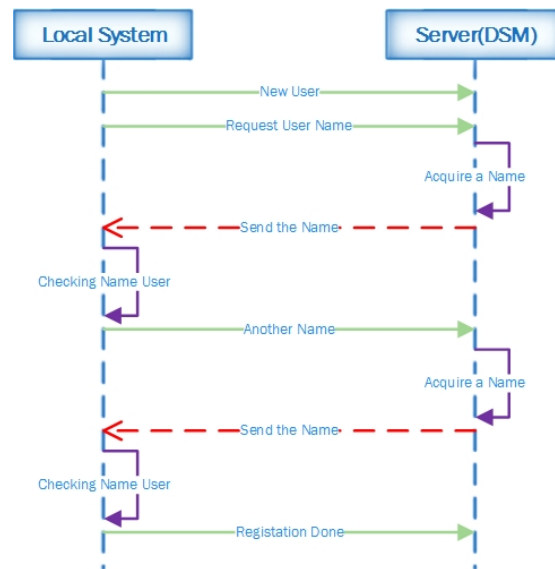 Local System
Server(DSM)
New User
Request User Name
Acquire a Name
Send the Name
Checking Name User
Another Name
Acquire a Name
Send the Name
Checking Name User
Registation Done